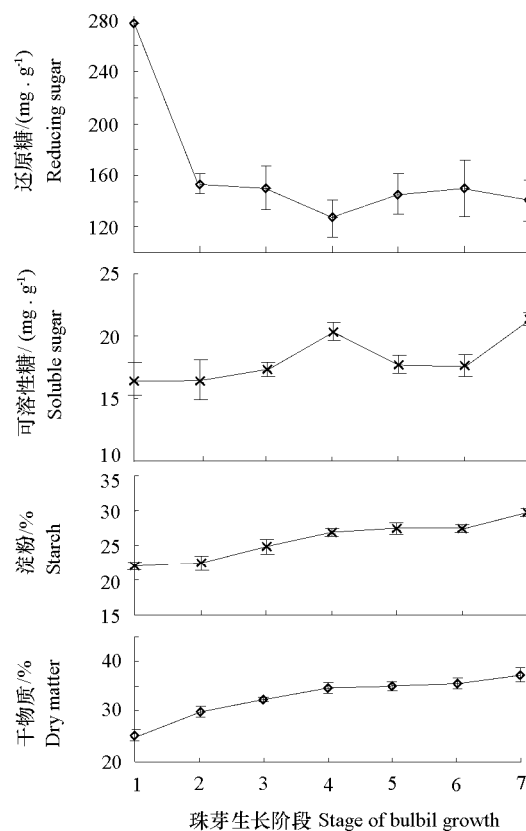 还原糖/(mg · g⁻¹)
Reducing sugar
280
240
200
160
120
可溶性糖/ (mg · g⁻¹)
Soluble sugar
25
20
15
10
淀粉/%
Starch
35
30
25
22
15
干物质/%
Dry matter
40
30
20
1 2 3 4 5 6 7
珠芽生长阶段 Stage of bulbil growth